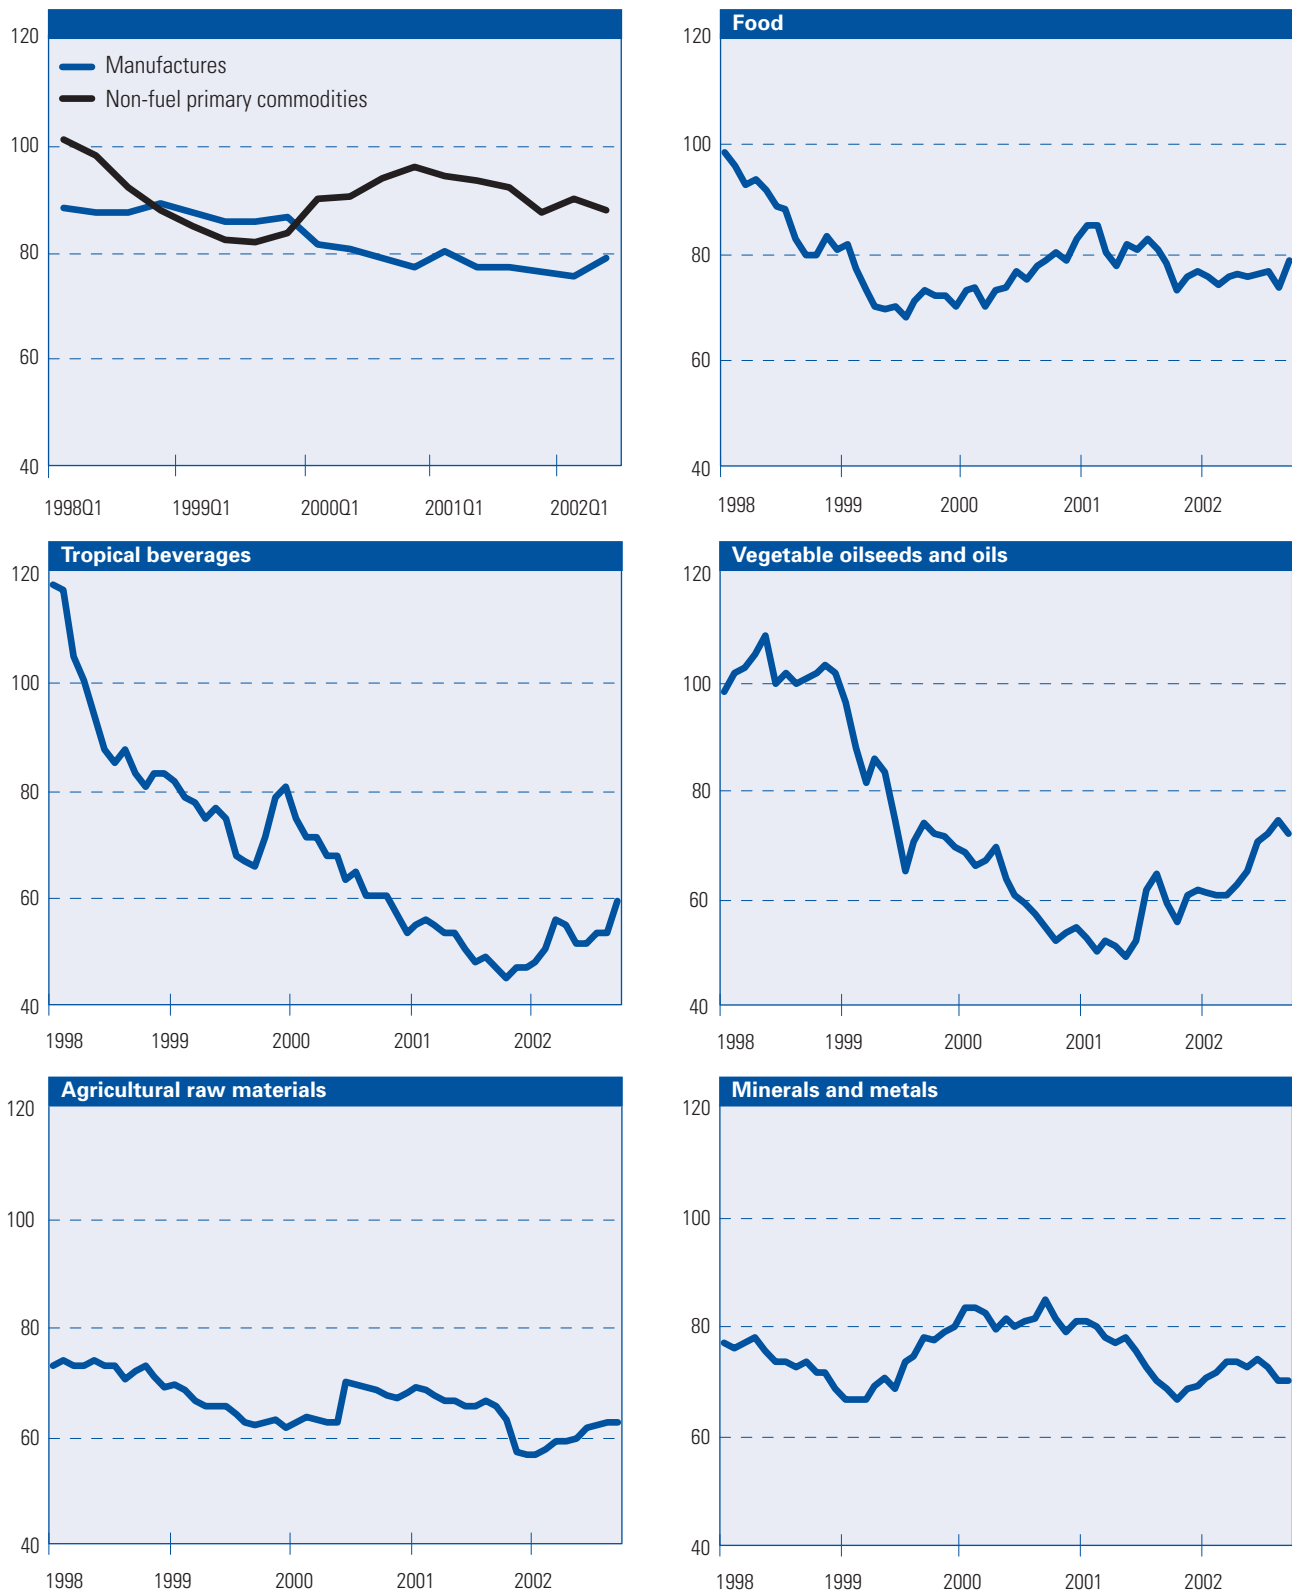 120
Manufactures
Non-fuel primary commodities
100
80
60
40
1998Q1 1999Q1 2000Q1 2001Q1 2002Q1
Food
120
100
80
60
40
1998 1999 2000 2001 2002
Tropical beverages
120
100
80
60
40
1998 1999 2000 2001 2002
Vegetable oilseeds and oils
120
100
80
60
40
1998 1999 2000 2001 2002
Agricultural raw materials
120
100
80
60
40
1998 1999 2000 2001 2002
Minerals and metals
120
100
80
60
40
1998 1999 2000 2001 2002